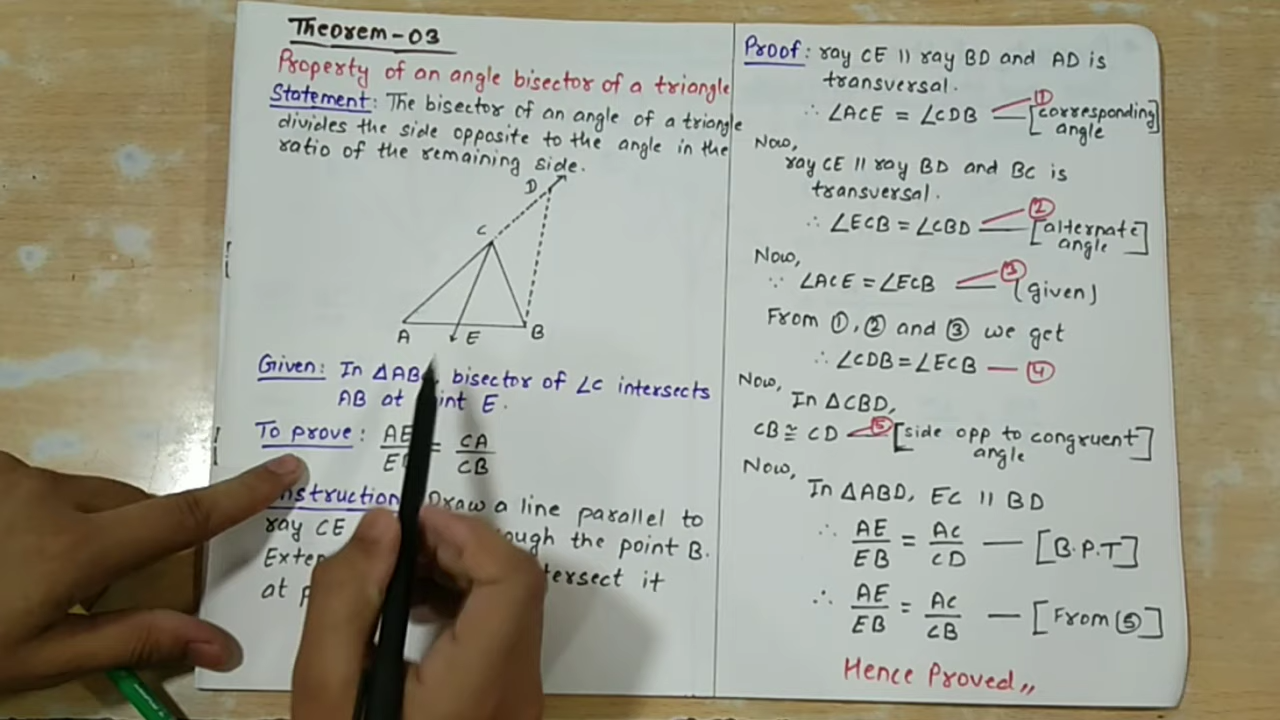 Theorem-03
Property of an angle bisector of a triangle
Statement: The bisector of an angle of a triangle
divides the side opposite to the angle in the
ratio of the remaining side.
D
C
A E B
Given: In ΔAB bisector of ∠C intersects
AB at point E.
To prove: AE/E = CA/CB
Draw a line parallel to
ray CE through the point B.
intersect it
at
Proof: ray CE || ray BD and AD is
transversal.
∴ ∠ACE = ∠CDB — ① [corresponding
angle]
Now,
ray CE || ray BD and BC is
transversal.
∴ ∠ECB = ∠CBD — ② [alternate
angle]
Now,
∵ ∠ACE = ∠ECB — ③ (given)
From ①, ② and ③ we get
∴ ∠CDB = ∠ECB — ④
Now,
In ΔCBD,
CB ≅ CD — ⑤ [side opp to congruent
angle]
Now,
In ΔABD, EC || BD
∴ AE/EB = AC/CD — [B.P.T]
∴ AE/EB = AC/CB — [From ⑤]
Hence Proved,,